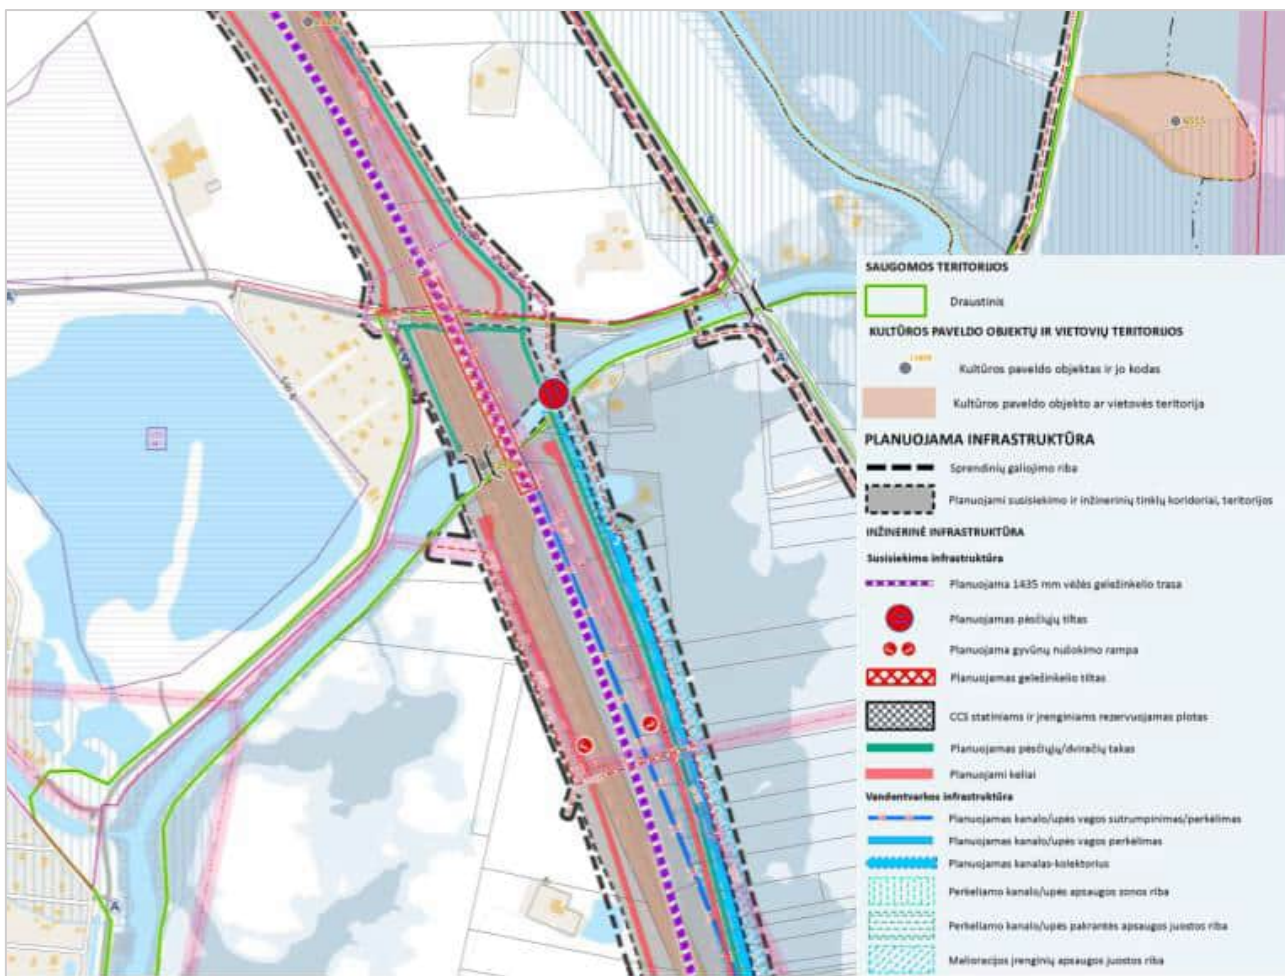 SAUGOMOS TERITORIJOS
Draustinis
KULTŪROS PAVELDO OBJEKTŲ IR VIETOVIŲ TERITORIJOS
Kultūros paveldo objektas ir jo kodas
Kultūros paveldo objekto ar vietovės teritorija
PLANUOJAMA INFRASTRUKTŪRA
Sprendinių galiojimo riba
Planuojami susisiekimo ir inžinerinių tinklų koridoriai, teritorijos
INŽINERINĖ INFRASTRUKTŪRA
Susisiekimo infrastruktūra
Planuojama 1435 mm vėžės geležinkelio trasa
Planuojamas pėsčiųjų tiltas
Planuojama gyvūnų nušokimo rampa
Planuojamas geležinkelio tiltas
CCS statiniams ir įrenginiams rezervuojamas plotas
Planuojamas pėsčiųjų/dviračių takas
Planuojami keliai
Vandentvarkos infrastruktūra
Planuojamas kanalo/upės vagos sutrumpinimas/perkėlimas
Planuojamas kanalo/upės vagos perkėlimas
Planuojamas kanalas-kolektorius
Perkeliamo kanalo/upės apsaugos zonos riba
Perkeliamo kanalo/upės pakrantės apsaugos juostos riba
Melioracijos įrenginių apsaugos juostos riba
A
A
A
A